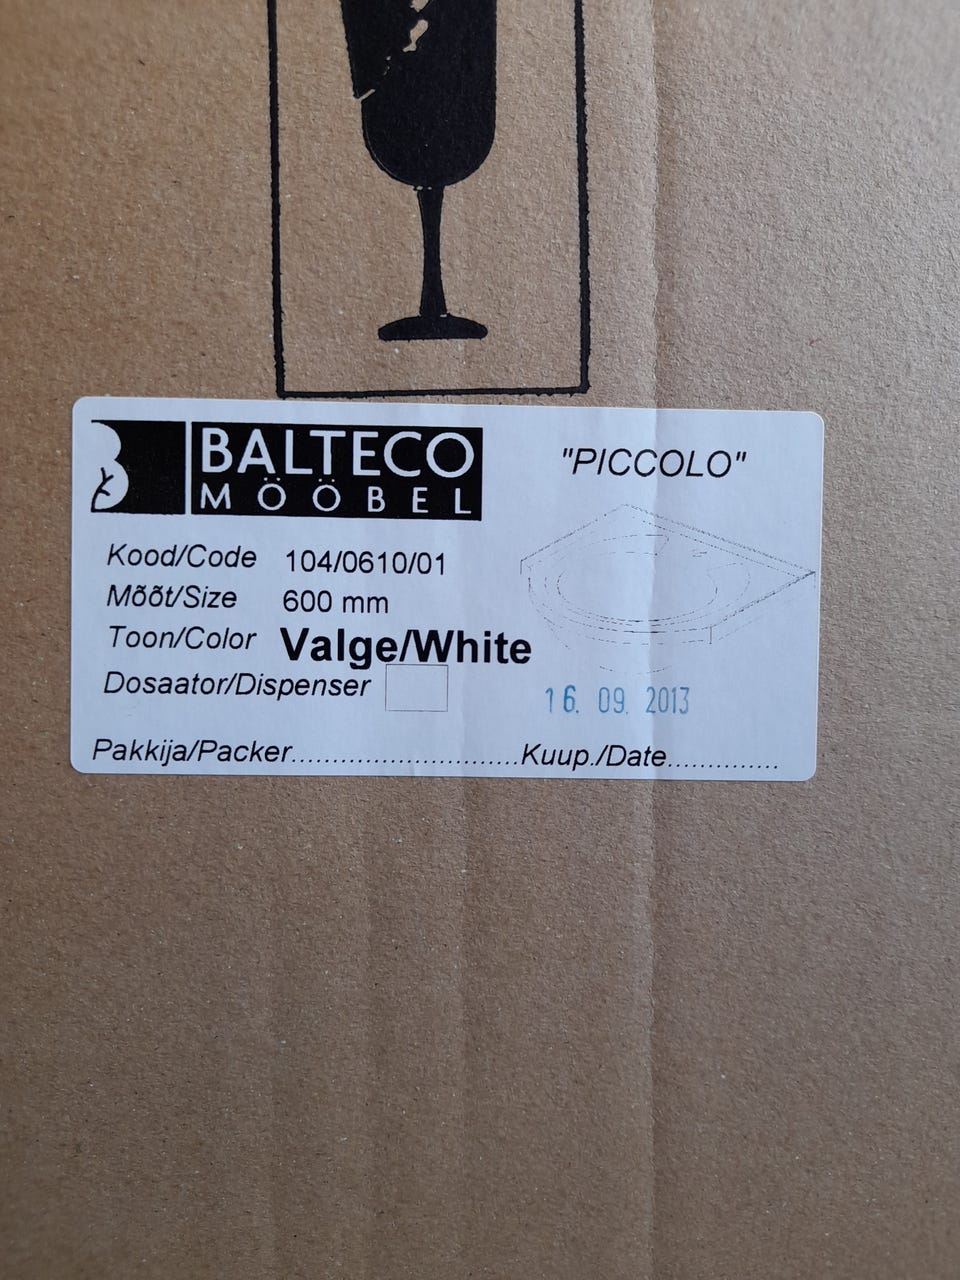 BALTECO
MÖÖBEL
"PICCOLO"
Kood/Code 104/0610/01
Mõõt/Size 600 mm
Toon/Color Valge/White
Dosaator/Dispenser
16. 09. 2013
Pakkija/Packer...........................Kuup./Date..............